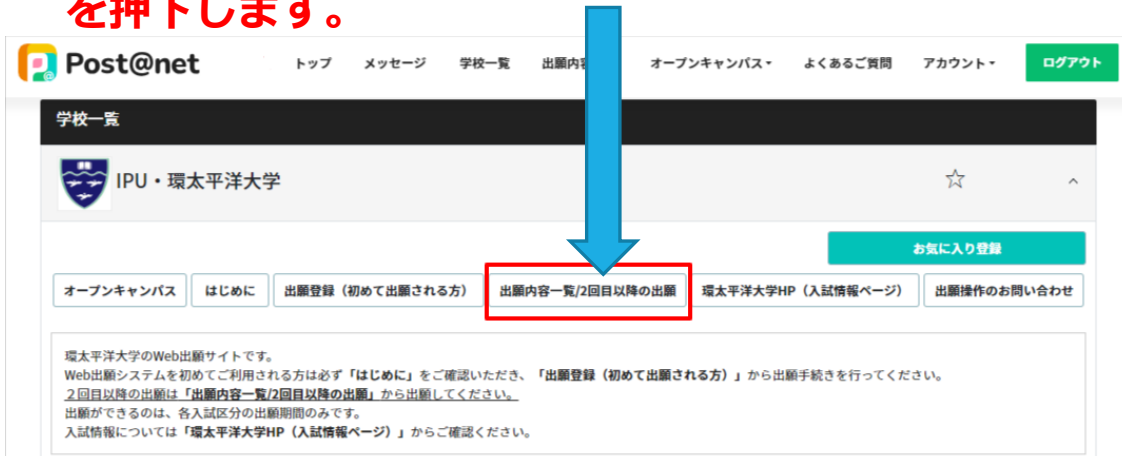 を押下します。
Post@net
トップ メッセージ 学校一覧 出願内容 オープンキャンパス よくあるご質問 アカウント ログアウト
学校一覧
IPU・環太平洋大学
お気に入り登録
オープンキャンパス はじめに 出願登録(初めて出願される方) 出願内容一覧/2回目以降の出願 環太平洋大学HP(入試情報ページ) 出願操作のお問い合わせ
環太平洋大学のWeb出願サイトです。
Web出願システムを初めてご利用される方は必ず「はじめに」をご確認いただき、「出願登録(初めて出願される方)」から出願手続きを行ってください。
2回目以降の出願は「出願内容一覧/2回目以降の出願」から出願してください。
出願ができるのは、各入試区分の出願期間のみです。
入試情報については「環太平洋大学HP(入試情報ページ)」からご確認ください。